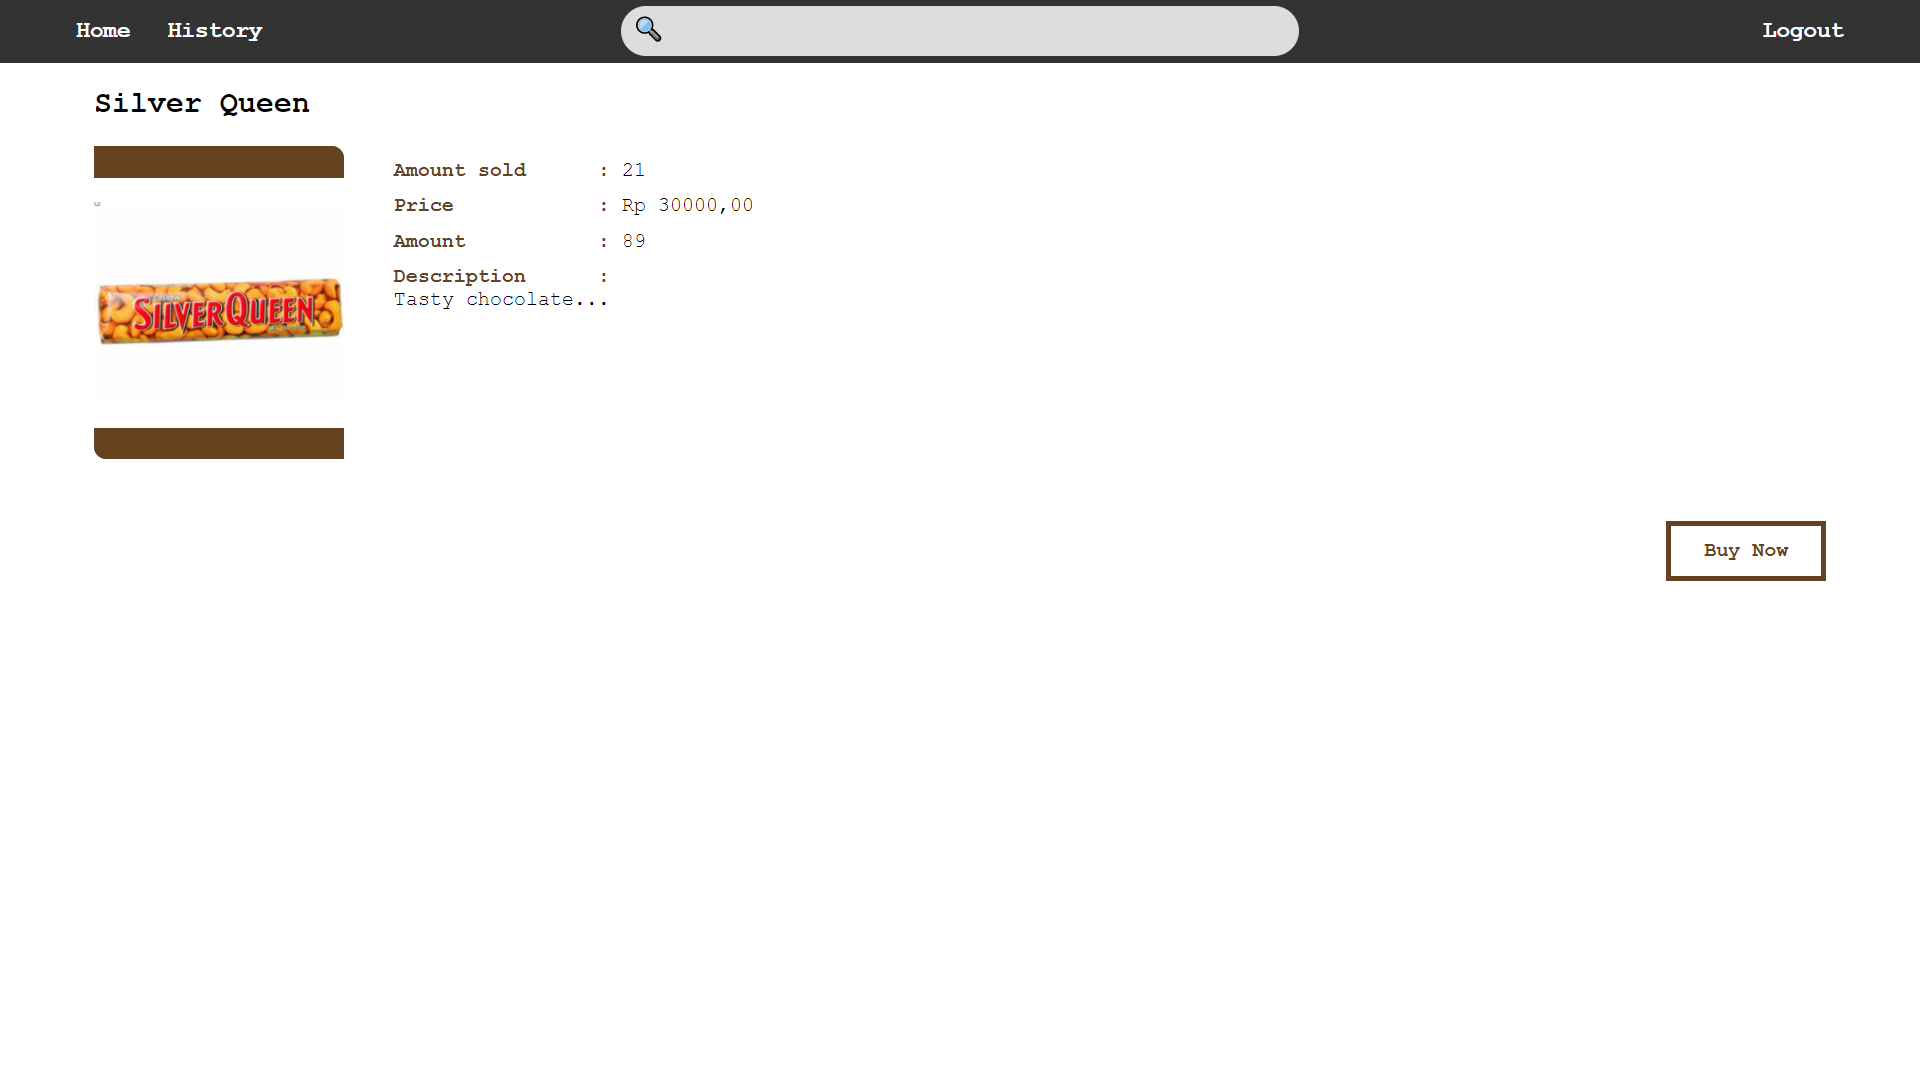 Home History Logout
Silver Queen
Amount sold : 21
Price : Rp 30000,00
Amount : 89
Description :
Tasty chocolate...
SILVERQUEEN
Buy Now